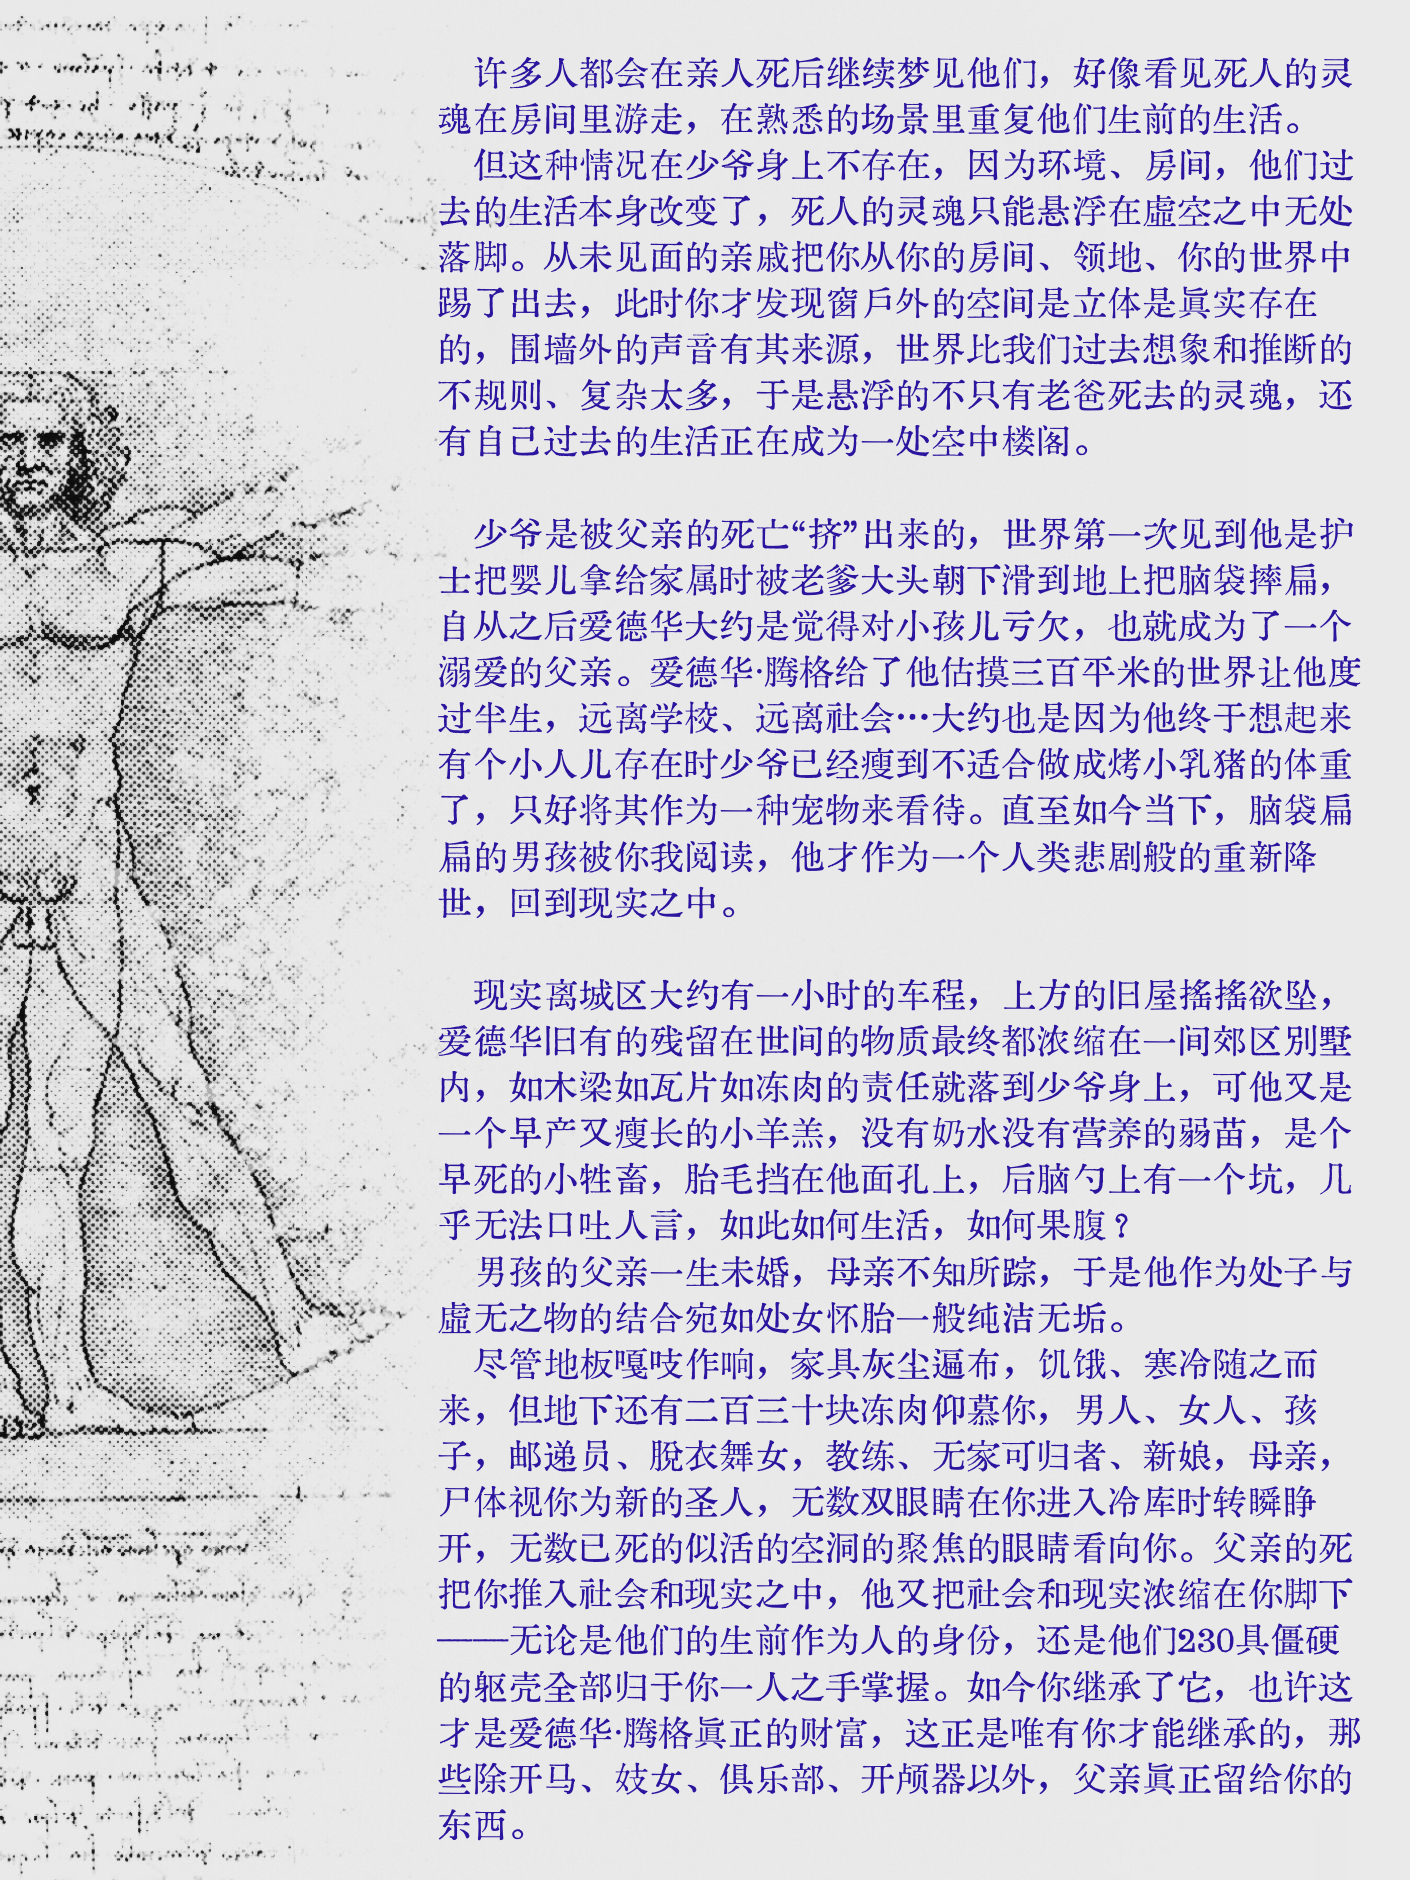 许多人都会在亲人死后继续梦见他们，好像看见死人的灵
魂在房间里游走，在熟悉的场景里重复他们生前的生活。
但这种情况在少爷身上不存在，因为环境、房间，他们过
去的生活本身改变了，死人的灵魂只能悬浮在虚空之中无处
落脚。从未见面的亲戚把你从你的房间、领地、你的世界中
踢了出去，此时你才发现窗戶外的空间是立体是眞实存在
的，围墙外的声音有其来源，世界比我们过去想象和推断的
不规则、复杂太多，于是悬浮的不只有老爸死去的灵魂，还
有自己过去的生活正在成为一处空中楼阁。
少爷是被父亲的死亡“挤”出来的，世界第一次见到他是护
士把婴儿拿给家属时被老爹大头朝下滑到地上把脑袋摔扁，
自从之后爱德华大约是觉得对小孩儿亏欠，也就成为了一个
溺爱的父亲。爱德华·腾格给了他估摸三百平米的世界让他度
过半生，远离学校、远离社会…大约也是因为他终于想起来
有个小人儿存在时少爷已经瘦到不适合做成烤小乳猪的体重
了，只好将其作为一种宠物来看待。直至如今当下，脑袋扁
扁的男孩被你我阅读，他才作为一个人类悲剧般的重新降
世，回到现实之中。
现实离城区大约有一小时的车程，上方的旧屋摇摇欲坠，
爱德华旧有的残留在世间的物质最终都浓缩在一间郊区别墅
内，如木梁如瓦片如冻肉的责任就落到少爷身上，可他又是
一个早产又瘦长的小羊羔，没有奶水没有营养的弱苗，是个
早死的小牲畜，胎毛挡在他面孔上，后脑勺上有一个坑，几
乎无法口吐人言，如此如何生活，如何果腹？
男孩的父亲一生未婚，母亲不知所踪，于是他作为处子与
虚无之物的结合宛如处女怀胎一般纯洁无垢。
尽管地板嘎吱作响，家具灰尘遍布，饥饿、寒冷随之而
来，但地下还有二百三十块冻肉仰慕你，男人、女人、孩
子，邮递员、脱衣舞女，教练、无家可归者、新娘，母亲，
尸体视你为新的圣人，无数双眼睛在你进入冷库时转瞬睁
开，无数已死的似活的空洞的聚焦的眼睛看向你。父亲的死
把你推入社会和现实之中，他又把社会和现实浓缩在你脚下
——无论是他们的生前作为人的身份，还是他们230具僵硬
的躯壳全部归于你一人之手掌握。如今你继承了它，也许这
才是爱德华·腾格眞正的财富，这正是唯有你才能继承的，那
些除开马、妓女、俱乐部、开颅器以外，父亲眞正留给你的
东西。